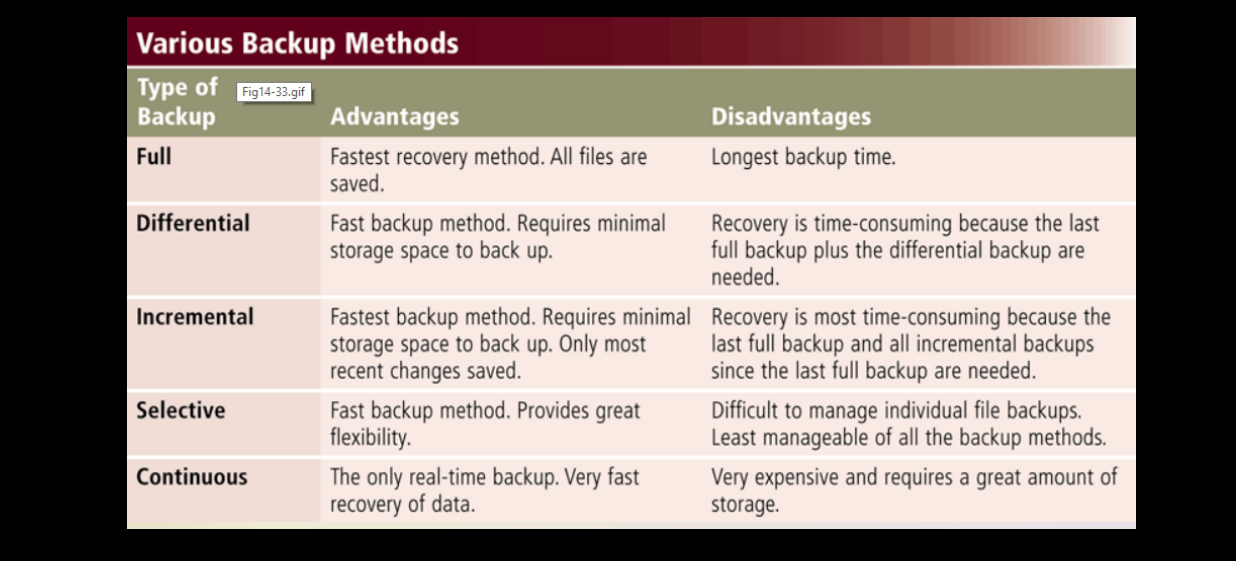 Various Backup Methods
Type of
Backup
Fig14-33.gif
Advantages
Disadvantages
Full
Fastest recovery method. All files are
saved.
Longest backup time.
Differential
Fast backup method. Requires minimal
storage space to back up.
Recovery is time-consuming because the last
full backup plus the differential backup are
needed.
Incremental
Fastest backup method. Requires minimal
storage space to back up. Only most
recent changes saved.
Recovery is most time-consuming because the
last full backup and all incremental backups
since the last full backup are needed.
Selective
Fast backup method. Provides great
flexibility.
Difficult to manage individual file backups.
Least manageable of all the backup methods.
Continuous
The only real-time backup. Very fast
recovery of data.
Very expensive and requires a great amount of
storage.